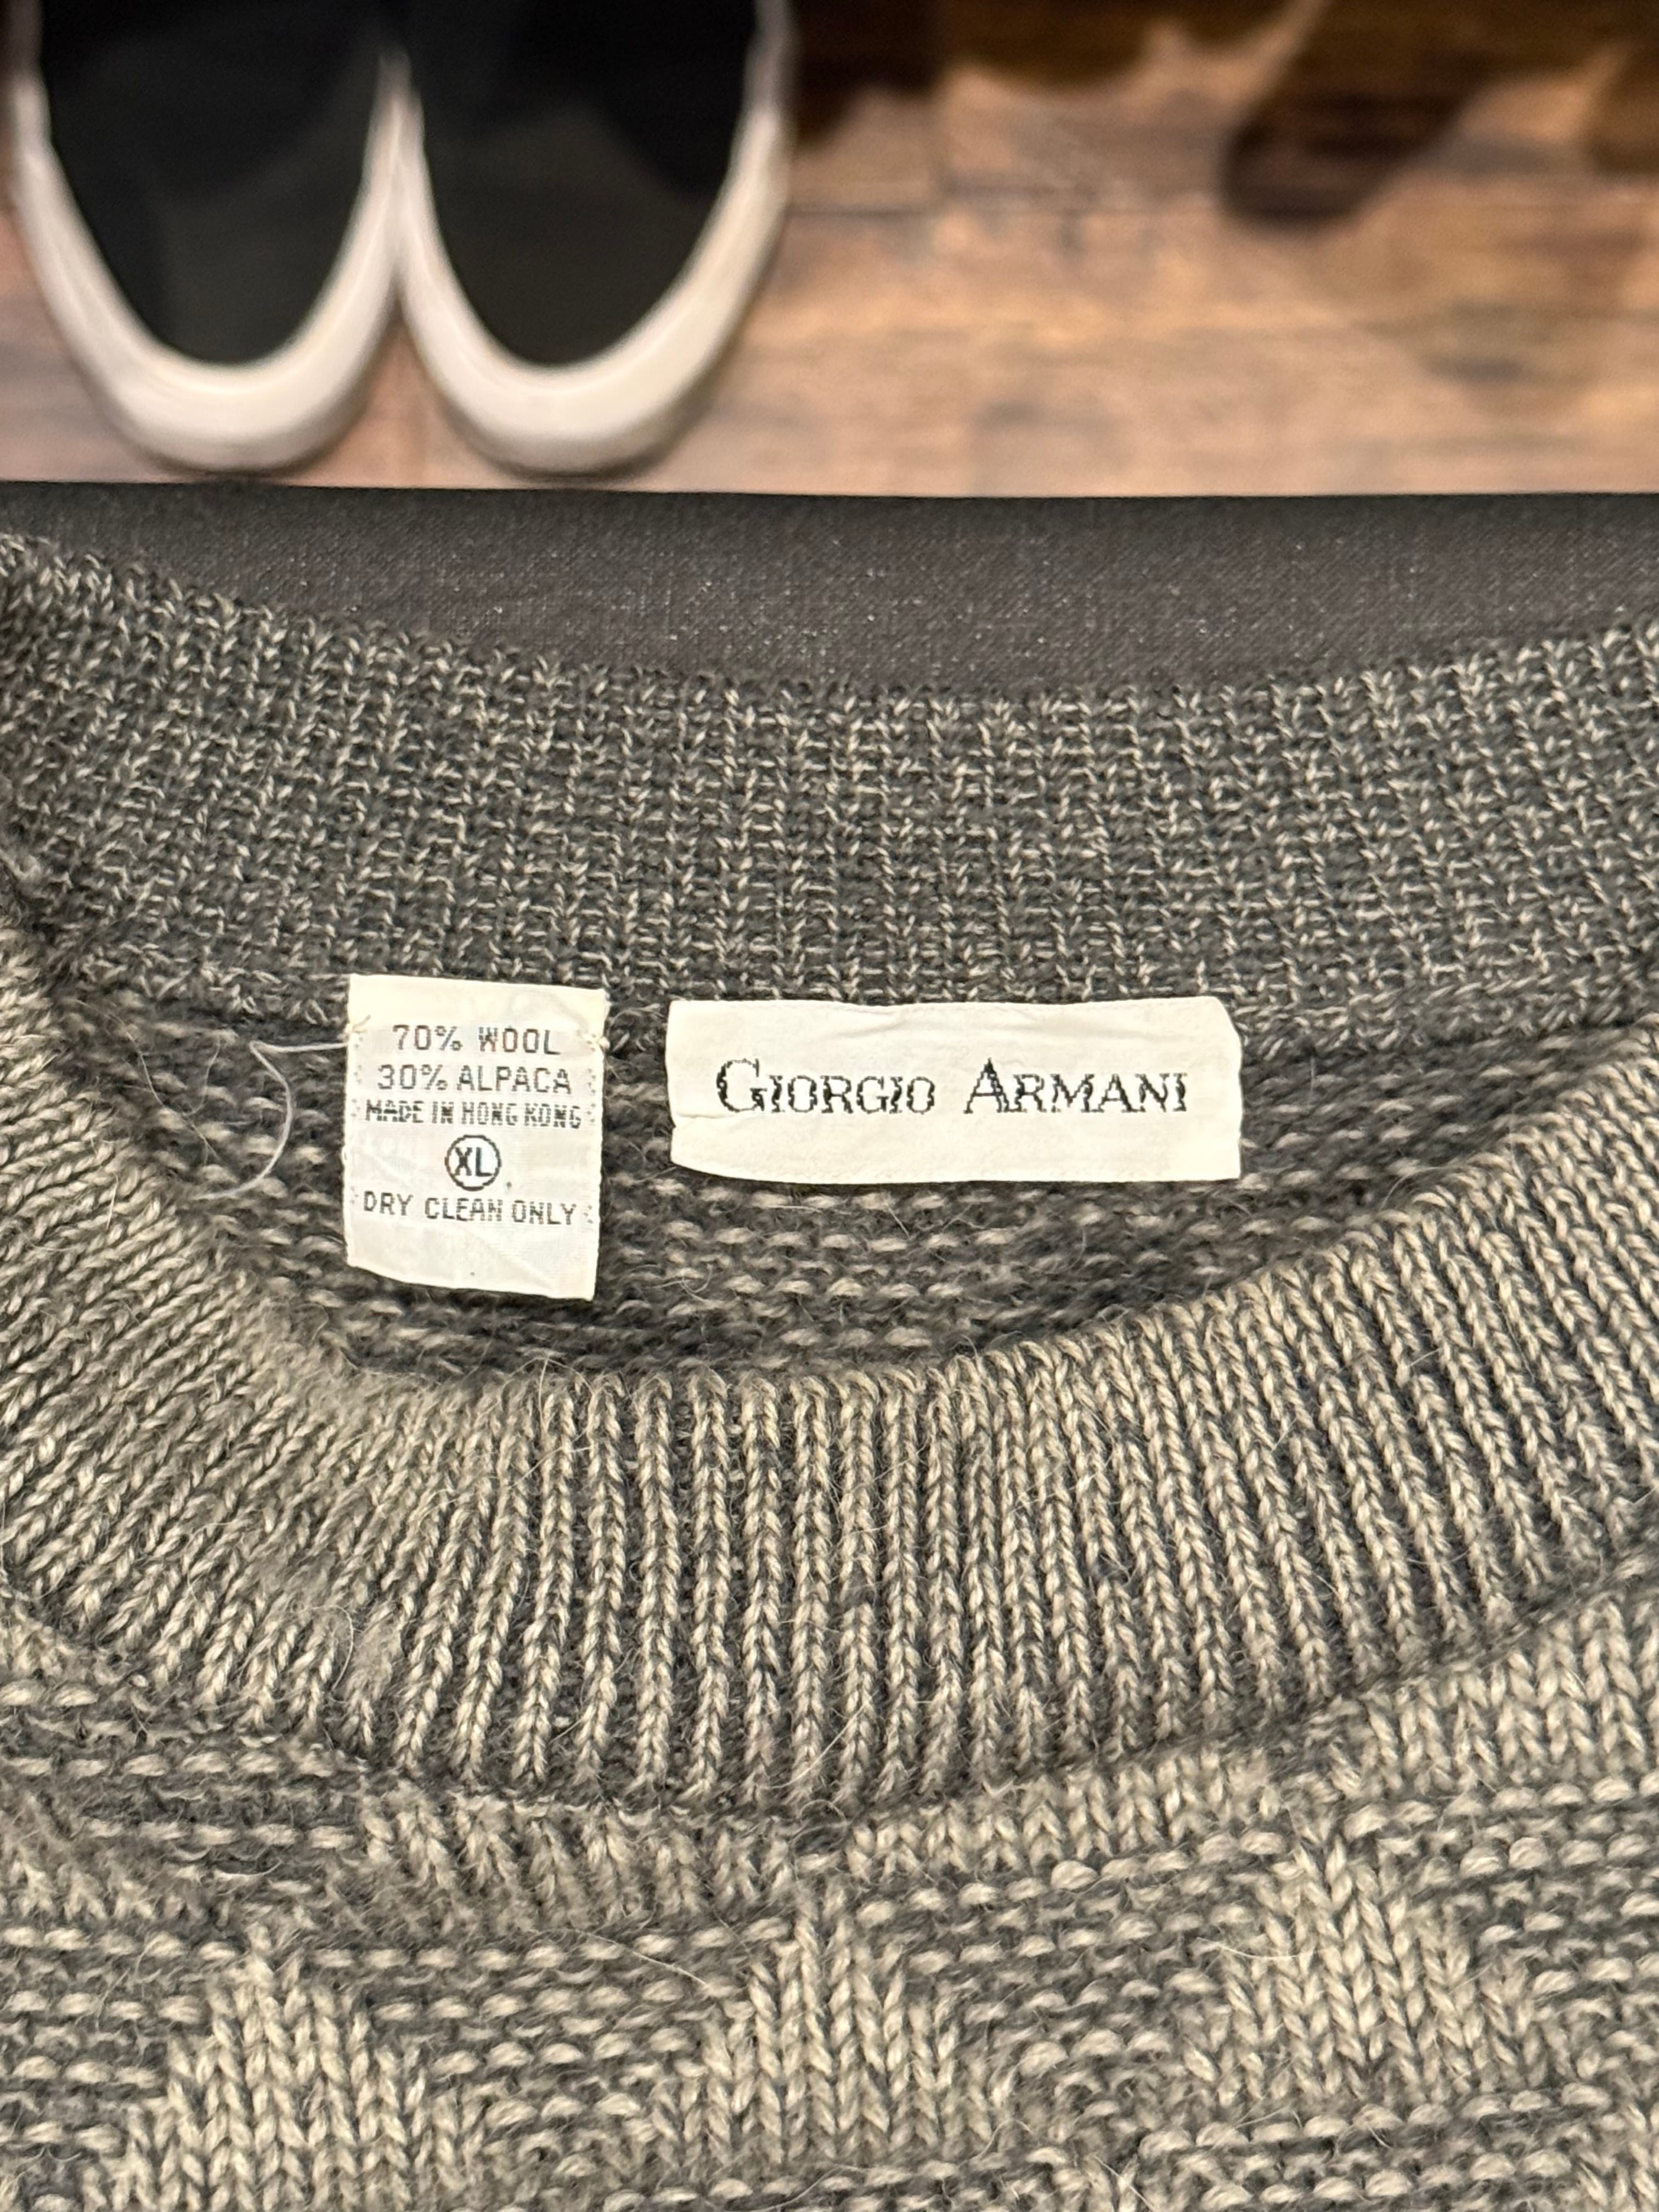 70% WOOL
30% ALPACA
MADE IN HONG KONG
XL
DRY CLEAN ONLY
GIORGIO ARMANI